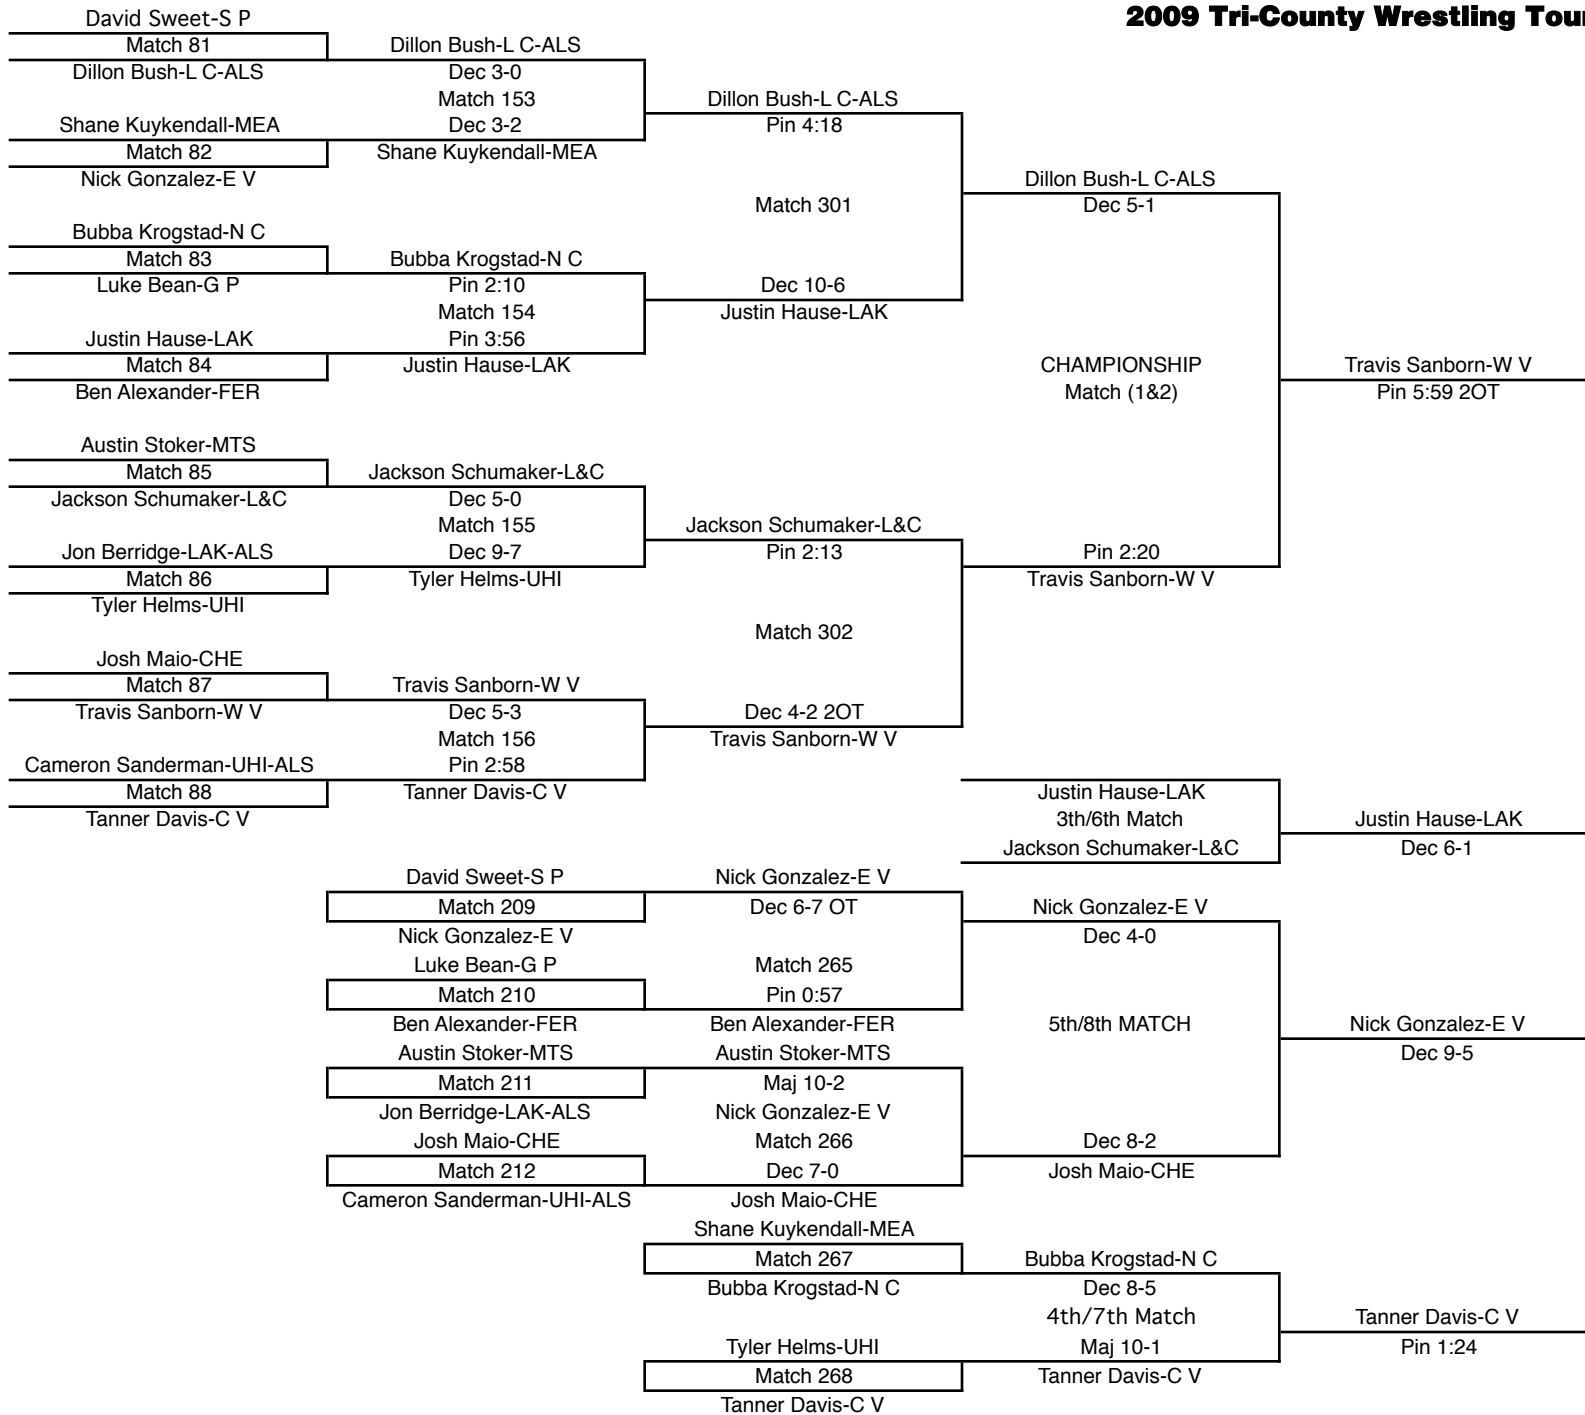 2009 Tri-County Wrestling Tour
David Sweet-S P
Match 81
Dillon Bush-L C-ALS
Shane Kuykendall-MEA
Match 82
Nick Gonzalez-E V
Bubba Krogstad-N C
Match 83
Luke Bean-G P
Justin Hause-LAK
Match 84
Ben Alexander-FER
Austin Stoker-MTS
Match 85
Jackson Schumaker-L&C
Jon Berridge-LAK-ALS
Match 86
Tyler Helms-UHI
Josh Maio-CHE
Match 87
Travis Sanborn-W V
Cameron Sanderman-UHI-ALS
Match 88
Tanner Davis-C V
Dillon Bush-L C-ALS
Dec 3-0
Match 153
Dec 3-2
Shane Kuykendall-MEA
Bubba Krogstad-N C
Pin 2:10
Match 154
Pin 3:56
Justin Hause-LAK
Jackson Schumaker-L&C
Dec 5-0
Match 155
Dec 9-7
Tyler Helms-UHI
Travis Sanborn-W V
Dec 5-3
Match 156
Pin 2:58
Tanner Davis-C V
Dillon Bush-L C-ALS
Pin 4:18
Match 301
Dec 10-6
Justin Hause-LAK
Jackson Schumaker-L&C
Pin 2:13
Match 302
Dec 4-2 2OT
Travis Sanborn-W V
Dillon Bush-L C-ALS
Dec 5-1
CHAMPIONSHIP
Match (1&2)
Pin 2:20
Travis Sanborn-W V
Travis Sanborn-W V
Pin 5:59 2OT
Justin Hause-LAK
3th/6th Match
Jackson Schumaker-L&C
Justin Hause-LAK
Dec 6-1
David Sweet-S P
Match 209
Nick Gonzalez-E V
Luke Bean-G P
Match 210
Ben Alexander-FER
Austin Stoker-MTS
Match 211
Jon Berridge-LAK-ALS
Josh Maio-CHE
Match 212
Cameron Sanderman-UHI-ALS
Nick Gonzalez-E V
Dec 6-7 OT
Match 265
Pin 0:57
Ben Alexander-FER
Austin Stoker-MTS
Maj 10-2
Nick Gonzalez-E V
Match 266
Dec 7-0
Josh Maio-CHE
Nick Gonzalez-E V
Dec 4-0
5th/8th MATCH
Dec 8-2
Josh Maio-CHE
Nick Gonzalez-E V
Dec 9-5
Shane Kuykendall-MEA
Match 267
Bubba Krogstad-N C
Tyler Helms-UHI
Match 268
Tanner Davis-C V
Bubba Krogstad-N C
Dec 8-5
4th/7th Match
Maj 10-1
Tanner Davis-C V
Tanner Davis-C V
Pin 1:24